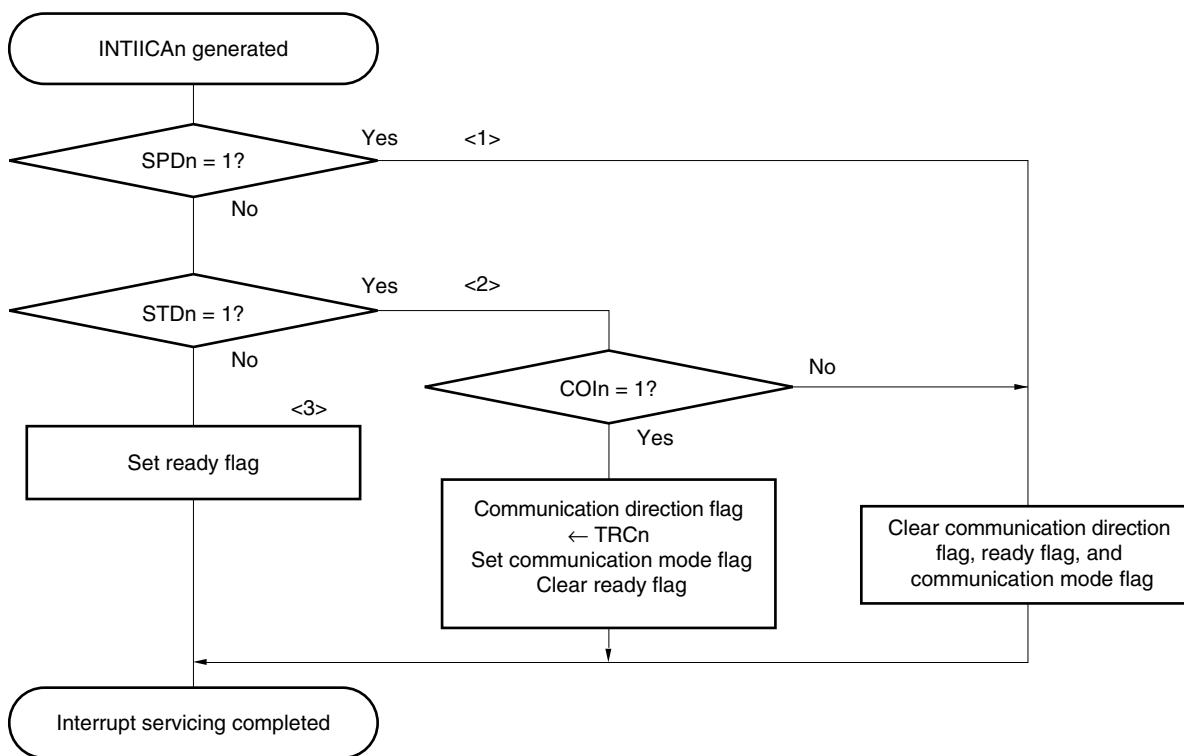 INTIICAn generated
Yes
<1>
SPDn = 1?
No
Yes
<2>
STDn = 1?
No
No
COIn = 1?
<3>
Yes
Set ready flag
Communication direction flag
← TRCn
Set communication mode flag
Clear ready flag
Clear communication direction
flag, ready flag, and
communication mode flag
Interrupt servicing completed